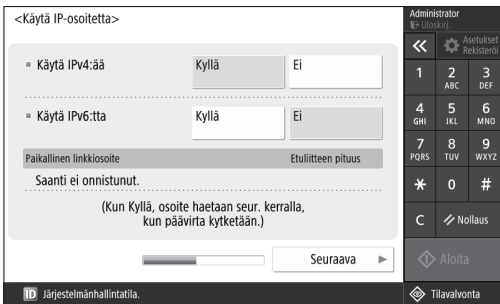 <Käytä IP-osoitetta>
Käytä IPv4:ää
Kyllä
Ei
Käytä IPv6:tta
Kyllä
Ei
Paikallinen linkkiosoite
Etuliitteen pituus
Saanti ei onnistunut.
(Kun Kyllä, osoite haetaan seur. kerralla,
kun päävirta kytketään.)
Seuraava
ID Järjestelmänhallintatila.
Administrator
Uloskirj.
Asetukset
Rekisteröi
1
2
ABC
3
DEF
4
GHI
5
JKL
6
MNO
7
PQRS
8
TUV
9
WXYZ
*
0
#
C
Nollaus
Aloita
Tilavalvonta